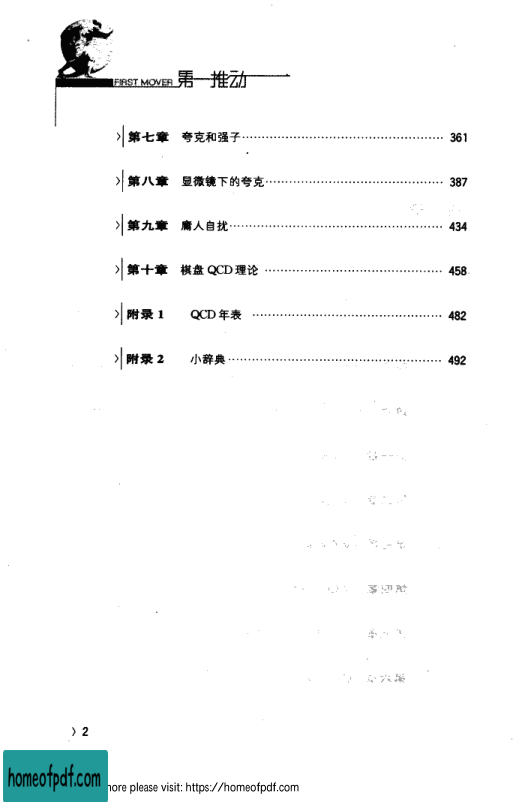 FIRST MOVER 第一推动
第七章 夸克和强子 361
第八章 显微镜下的夸克 387
第九章 庸人自扰 434
第十章 棋盘 QCD 理论 458
附录 1 QCD 年表 482
附录 2 小辞典 492
2
homeofpdf.com
more please visit: https://homeofpdf.com